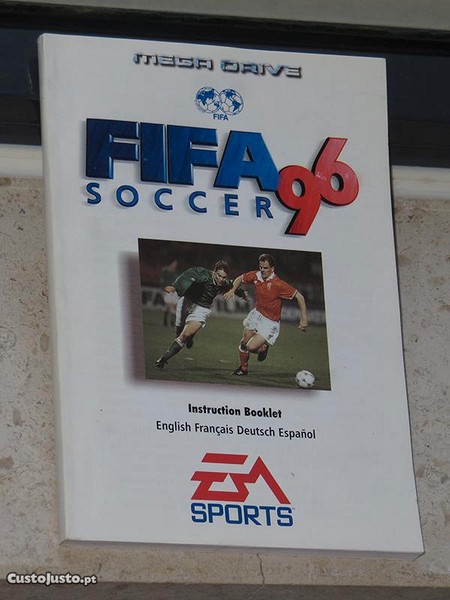 MEGA DRIVE
FIFA
FIFA
SOCCER 96
Instruction Booklet
English Français Deutsch Español
EA
SPORTS
CustoJusto.pt